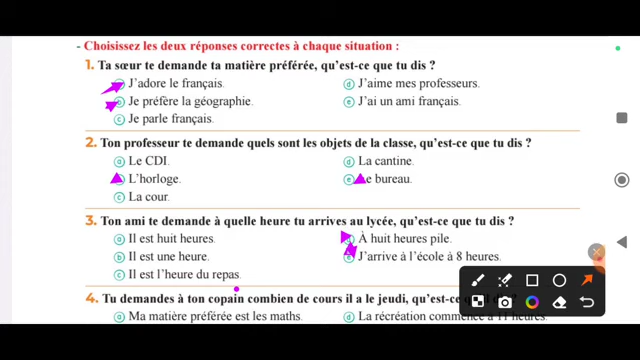 - Choisissez les deux réponses correctes à chaque situation :
1. Ta sœur te demande ta matière préférée, qu'est-ce que tu dis ?
J'adore le français.
d J'aime mes professeurs.
Je préfère la géographie.
e J'ai un ami français.
c Je parle français.
2. Ton professeur te demande quels sont les objets de la classe, qu'est-ce que tu dis ?
a Le CDI.
d La cantine.
L'horloge.
e bureau.
c La cour.
3. Ton ami te demande à quelle heure tu arrives au lycée, qu'est-ce que tu dis ?
a Il est huit heures.
À huit heures pile.
b Il est une heure.
J'arrive à l'école à 8 heures.
c Il est l'heure du repas.
4. Tu demandes à ton copain combien de cours il a le jeudi, qu'est-ce
a Ma matière préférée est les maths.
d La récréation commence à 11 heures.